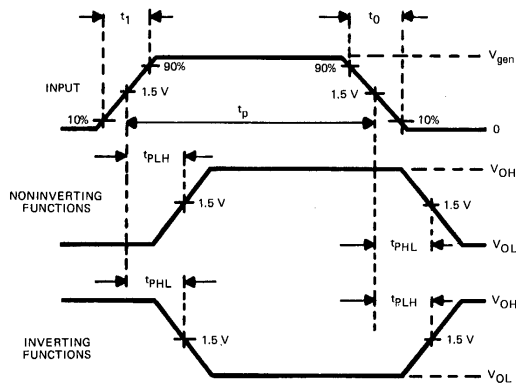 t1
t0
Vgen
90%
90%
INPUT
1.5 V
1.5 V
tp
10%
10%
0
tPLH
VOH
NONINVERTING
FUNCTIONS
1.5 V
1.5 V
tPHL
VOL
tPHL
tPLH
VOH
INVERTING
FUNCTIONS
1.5 V
1.5 V
VOL